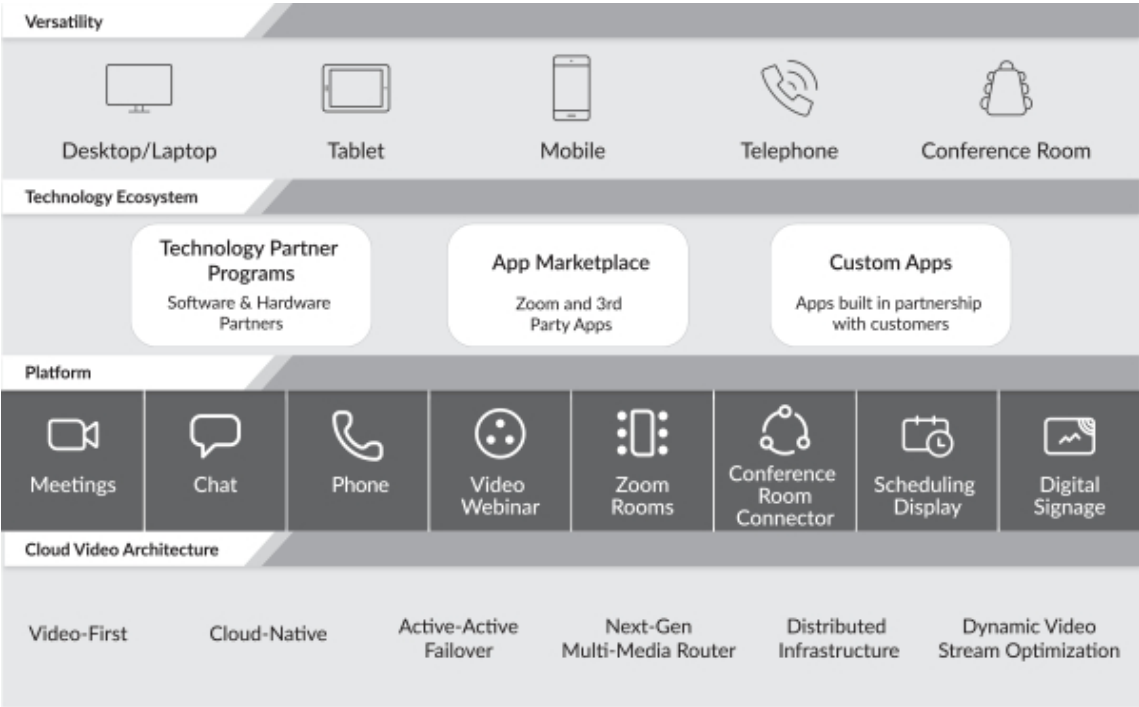 Versatility
Desktop/Laptop
Tablet
Mobile
Telephone
Conference Room
Technology Ecosystem
Technology Partner
Programs
Software & Hardware
Partners
App Marketplace
Zoom and 3rd
Party Apps
Custom Apps
Apps built in partnership
with customers
Platform
Meetings
Chat
Phone
Video
Webinar
Zoom
Rooms
Conference
Room
Connector
Scheduling
Display
Digital
Signage
Cloud Video Architecture
Video-First
Cloud-Native
Active-Active
Failover
Next-Gen
Multi-Media Router
Distributed
Infrastructure
Dynamic Video
Stream Optimization